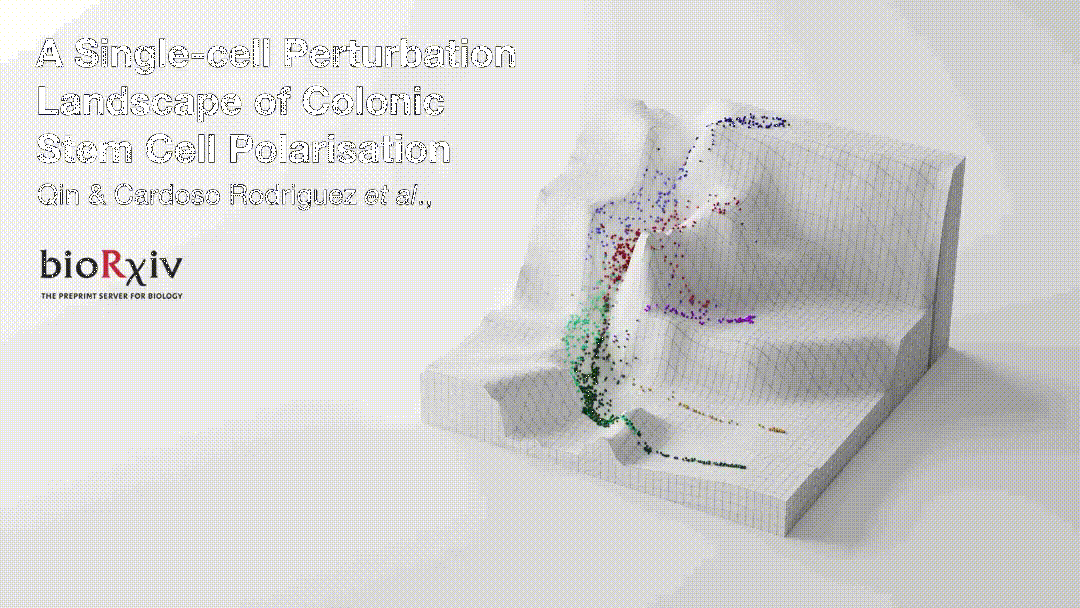 A Single-cell Perturbation
Landscape of Colonic
Stem Cell Polarisation
Qin & Cardoso Rodriguez et al.,
bioRχiv
THE PREPRINT SERVER FOR BIOLOGY